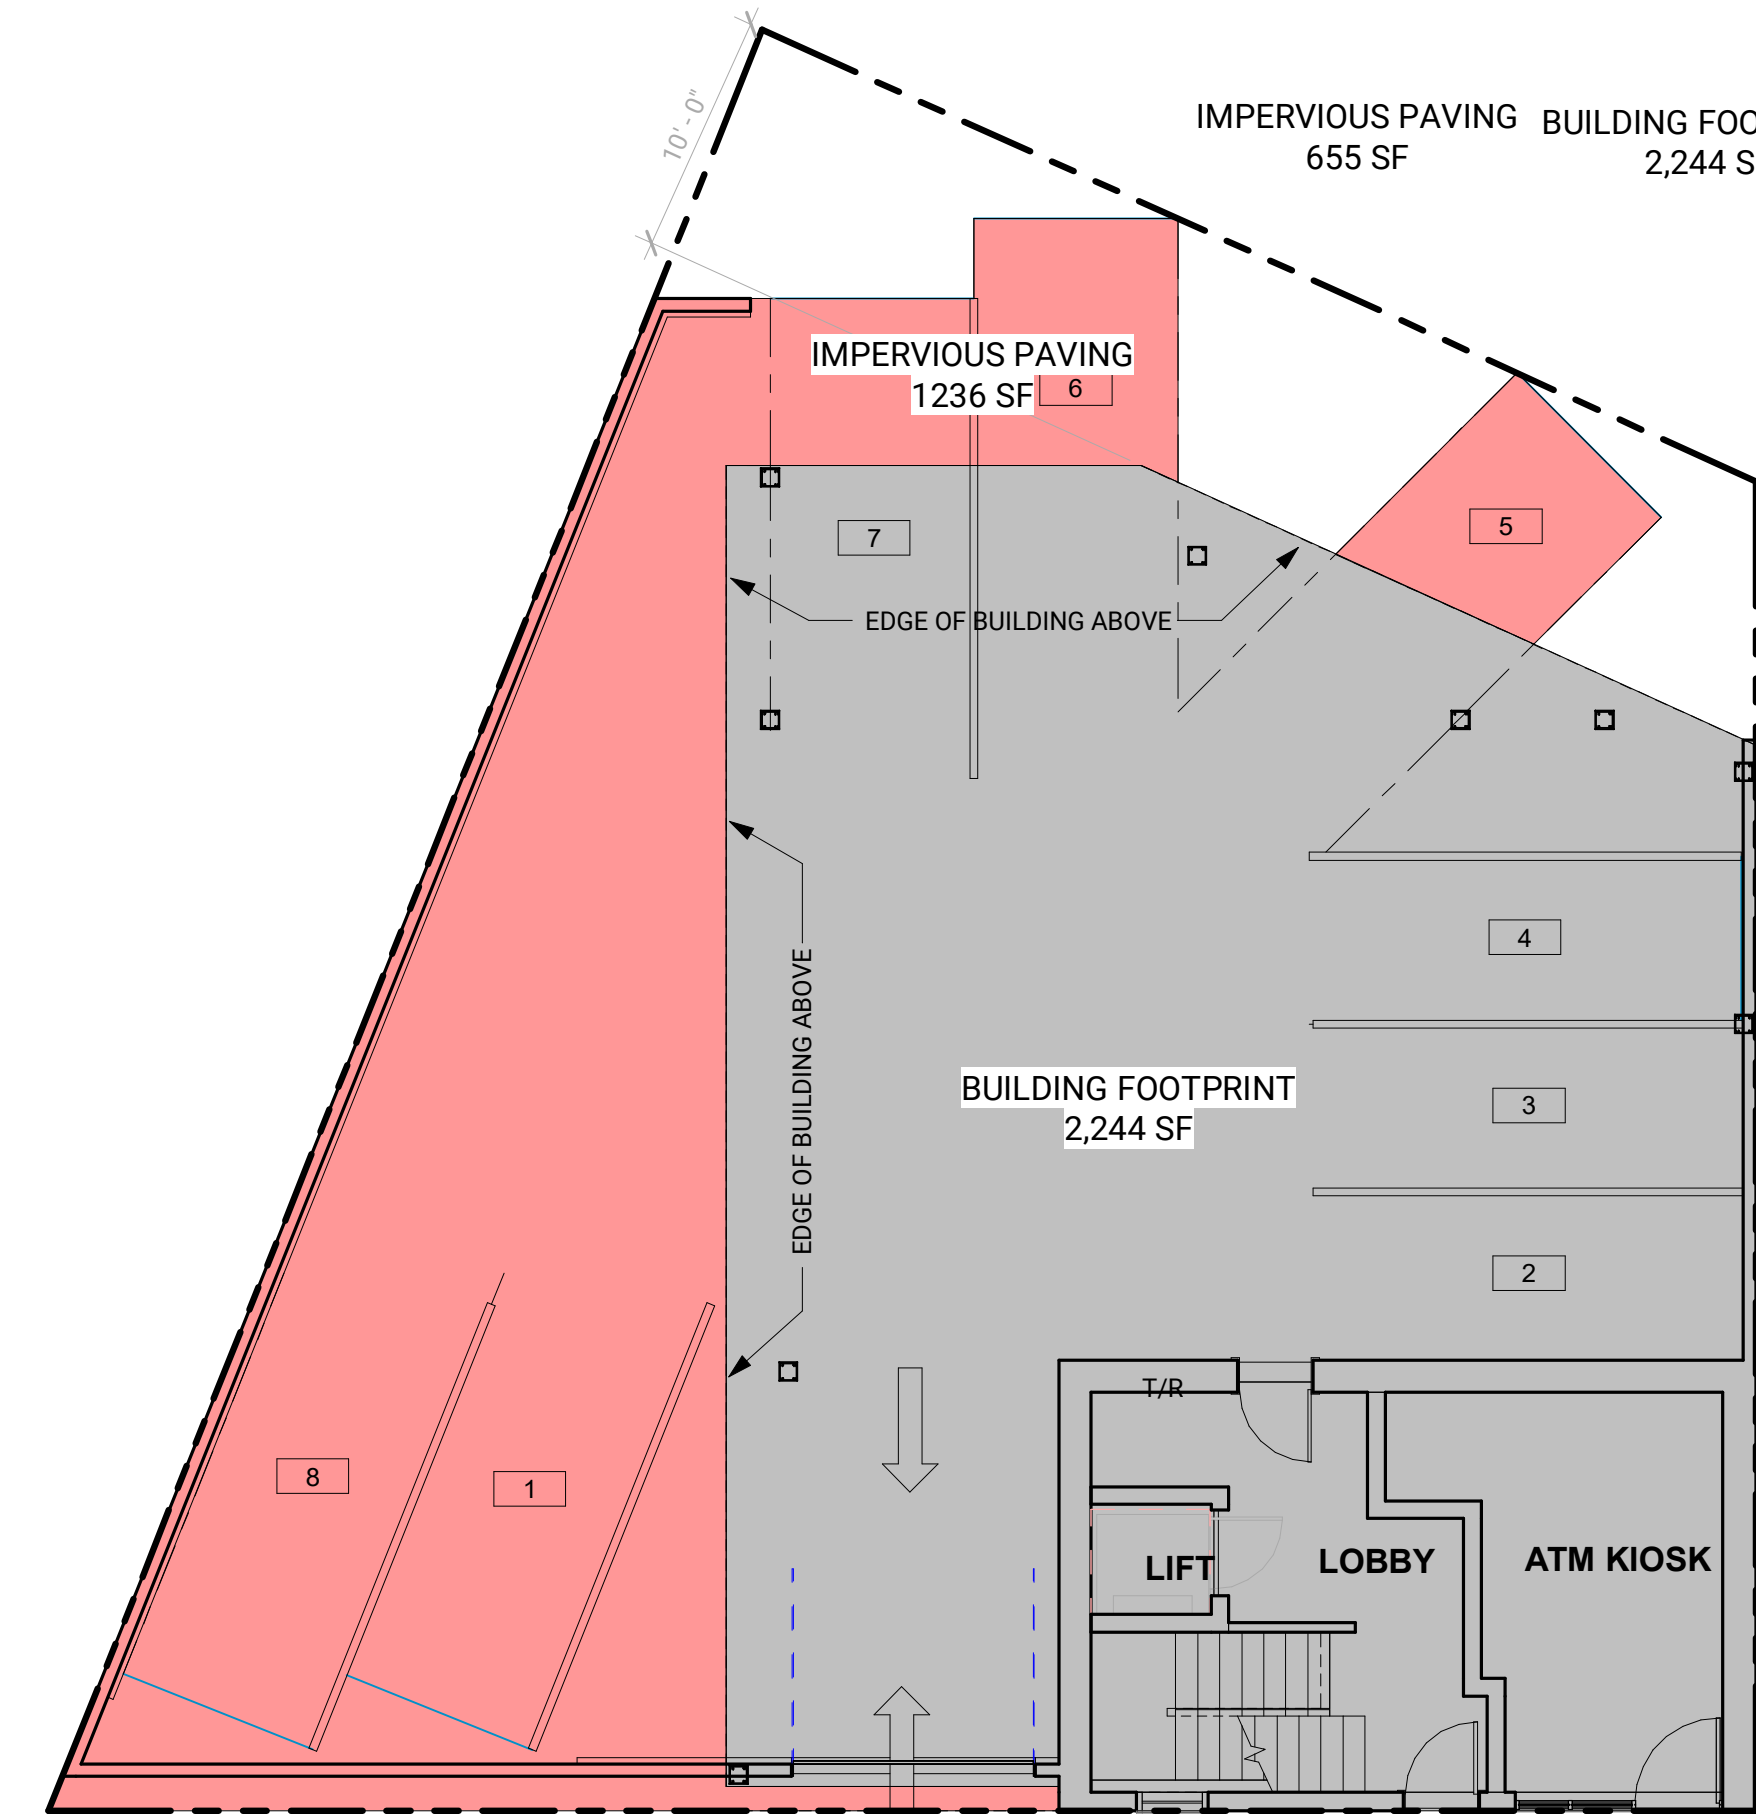 10' - 0"
IMPERVIOUS PAVING
655 SF
BUILDING FOO
2,244 S
IMPERVIOUS PAVING
1236 SF
6
5
7
EDGE OF BUILDING ABOVE
4
EDGE OF BUILDING ABOVE
BUILDING FOOTPRINT
2,244 SF
3
2
T/R
8
1
LIFT
LOBBY
ATM KIOSK